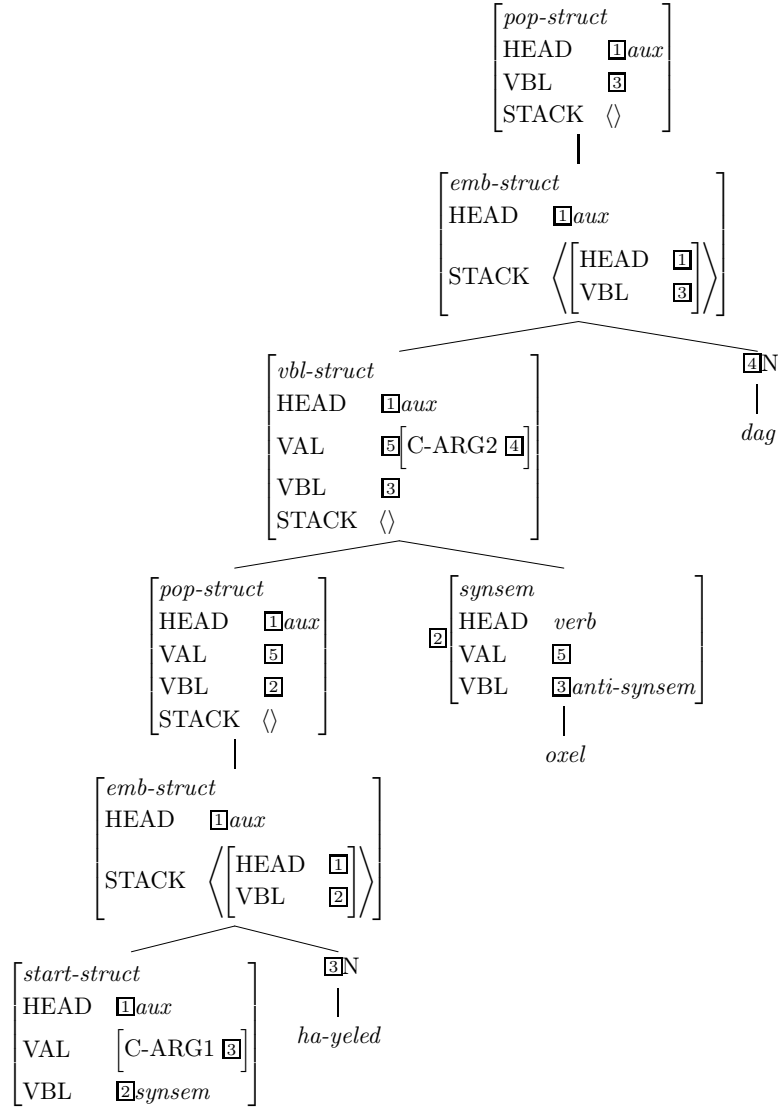 pop-struct
HEAD 1 aux
VBL 3
STACK ⟨⟩
emb-struct
HEAD 1 aux
STACK ⟨[HEAD 1
VBL 3]⟩
vbl-struct
HEAD 1 aux
VAL 5 [C-ARG2 4]
VBL 3
STACK ⟨⟩
4 N
dag
pop-struct
HEAD 1 aux
VAL 5
VBL 2
STACK ⟨⟩
2
synsem
HEAD verb
VAL 5
VBL 3 anti-synsem
oxel
emb-struct
HEAD 1 aux
STACK ⟨[HEAD 1
VBL 2]⟩
start-struct
HEAD 1 aux
VAL [C-ARG1 3]
VBL 2 synsem
3 N
ha-yeled